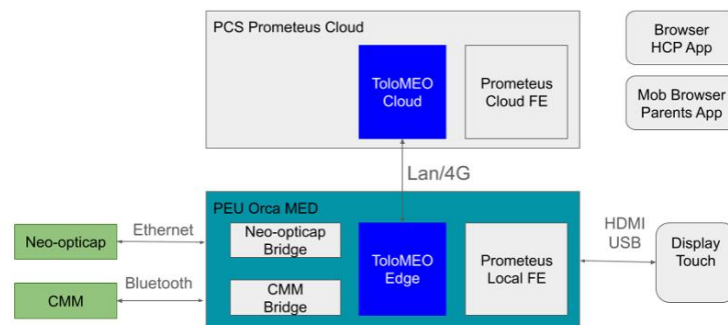 PCS Prometeus Cloud
ToloMEO
Cloud
Prometeus
Cloud FE
Browser
HCP App
Mob Browser
Parents App
Lan/4G
PEU Orca MED
Neo-opticap
Ethernet
Neo-opticap
Bridge
CMM
Bluetooth
CMM
Bridge
ToloMEO
Edge
Prometeus
Local FE
HDMI
USB
Display
Touch